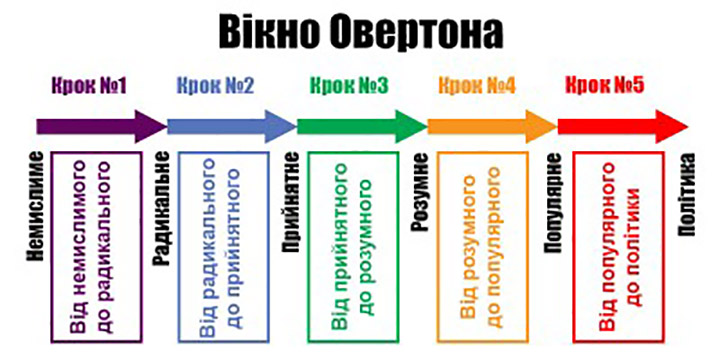 Вікно Овертона
Крок №1
Крок №2
Крок №3
Крок №4
Крок №5
Немислиме
Від немислимого
до радикального
Радикальне
Від радикального
до прийнятного
Прийнятне
Від прийнятного
до розумного
Розумне
Від розумного
до популярного
Популярне
Від популярного
до політики
Політика